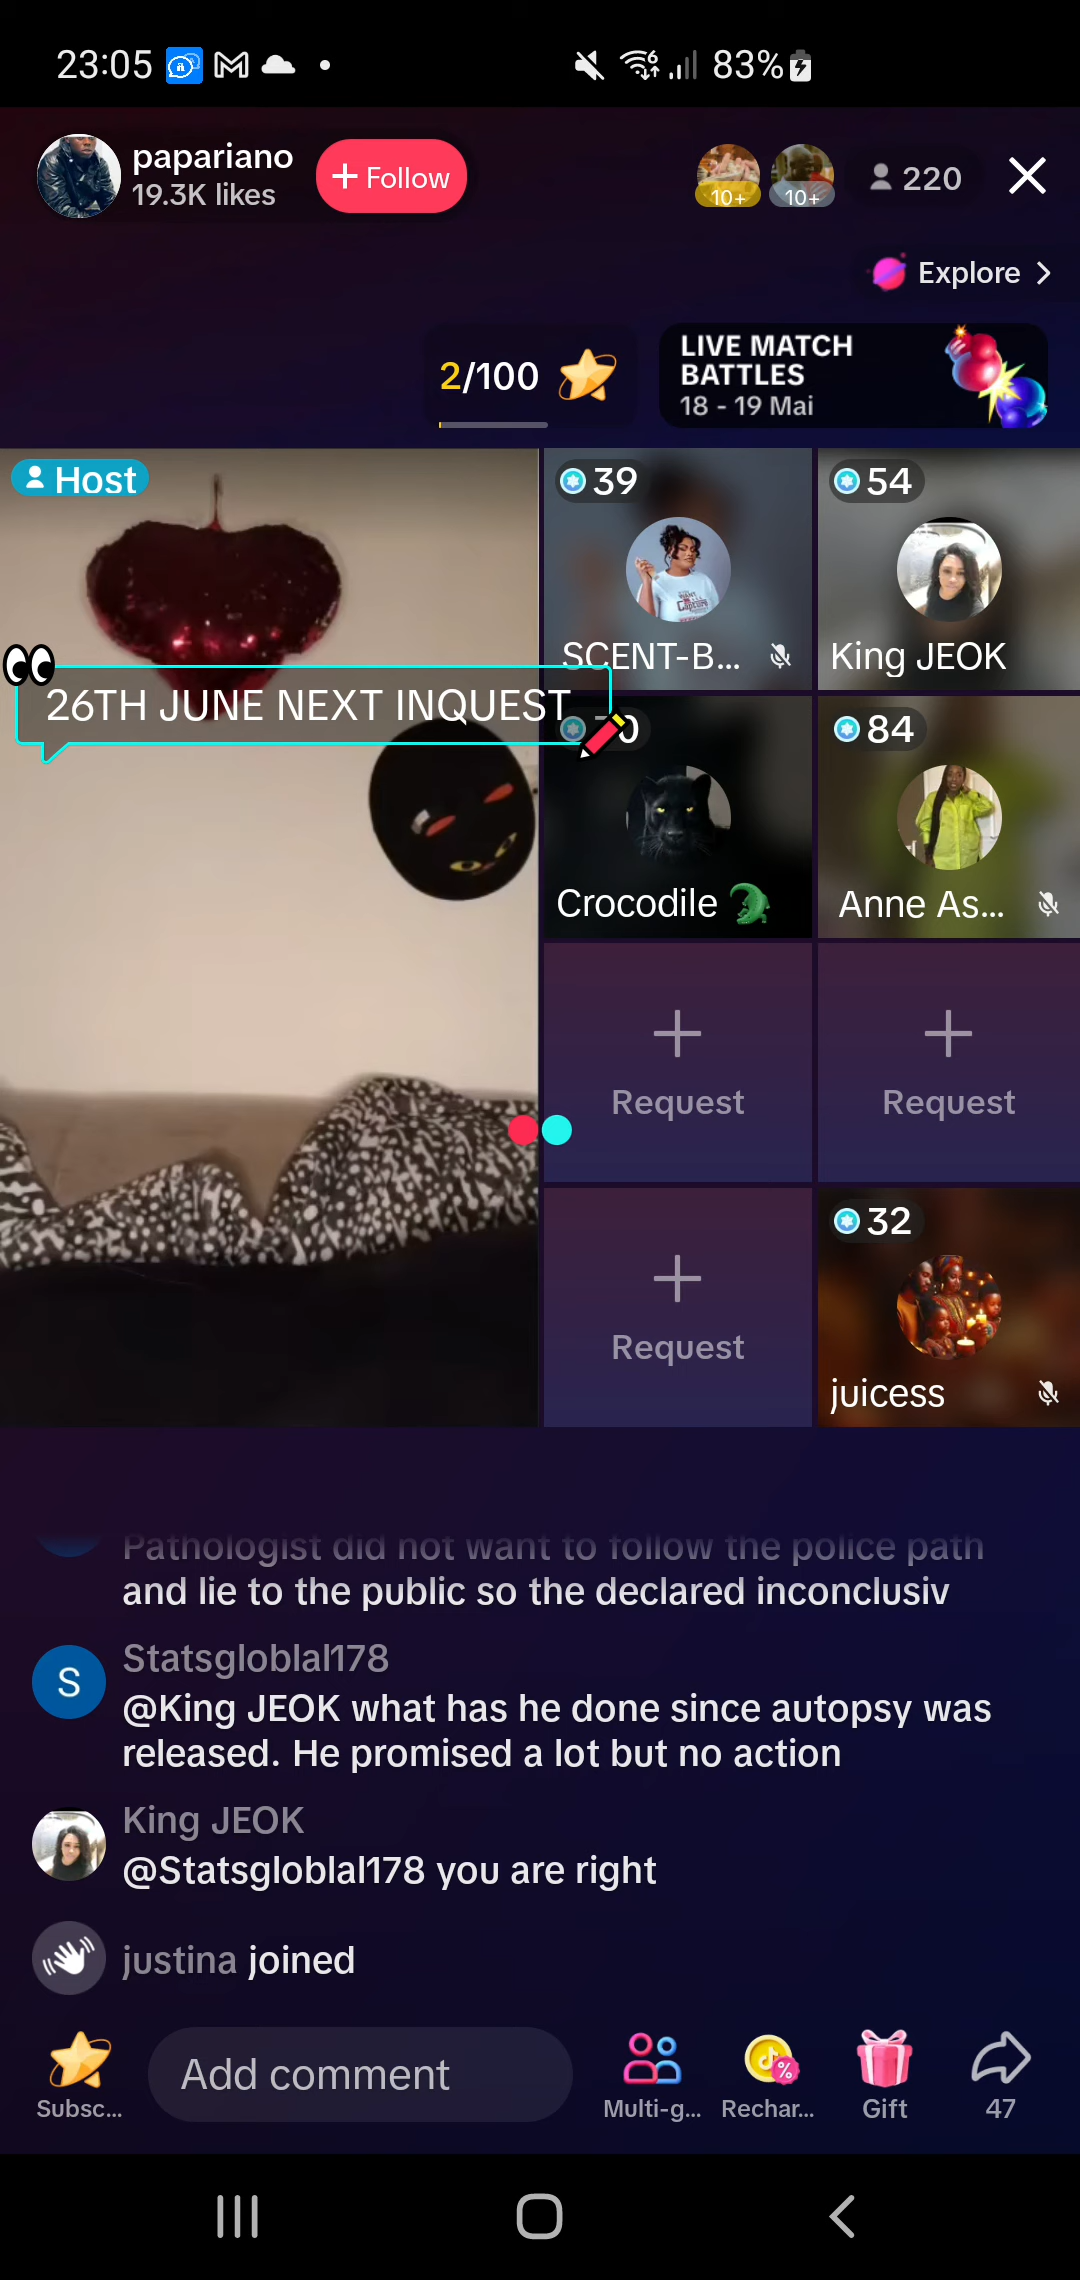 23:05
83%
papariano
19.3K likes
+ Follow
10+
10+
220
Explore
2/100
LIVE MATCH
BATTLES
18 - 19 Mai
Host
39
54
SCENT-B...
King JEOK
26TH JUNE NEXT INQUEST
84
Crocodile
Anne As...
Request
Request
32
Request
juicess
Pathologist did not want to follow the police path
and lie to the public so the declared inconclusiv
S
Statsgloblal178
@King JEOK what has he done since autopsy was
released. He promised a lot but no action
King JEOK
@Statsgloblal178 you are right
justina joined
Add comment
Subsc...
Multi-g...
Rechar...
Gift
47